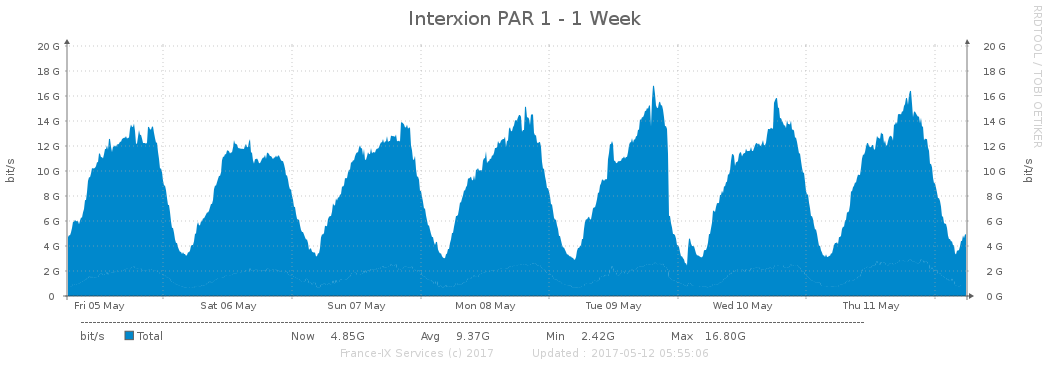 Interxion PAR 1 - 1 Week
RRDTOOL / TOBI OETIKER
20 G 20 G
18 G 18 G
16 G 16 G
14 G 14 G
12 G 12 G
10 G 10 G
8 G 8 G
6 G 6 G
4 G 4 G
2 G 2 G
0 0 G
bit/s bit/s
Fri 05 May Sat 06 May Sun 07 May Mon 08 May Tue 09 May Wed 10 May Thu 11 May
bit/s Total Now 4.85G Avg 9.37G Min 2.42G Max 16.80G
France-IX Services (c) 2017 Updated : 2017-05-12 05:55:06